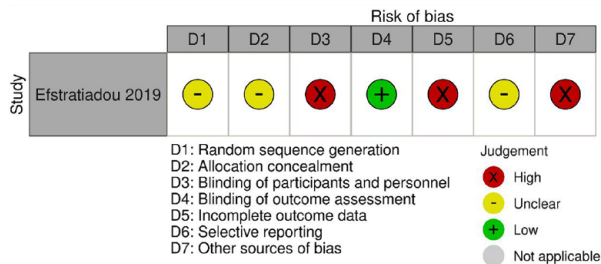 Risk of bias
D1 D2 D3 D4 D5 D6 D7
Study
Efstratiadou 2019 - - X + X - X
D1: Random sequence generation
D2: Allocation concealment
D3: Blinding of participants and personnel
D4: Blinding of outcome assessment
D5: Incomplete outcome data
D6: Selective reporting
D7: Other sources of bias
Judgement
X High
- Unclear
+ Low
Not applicable